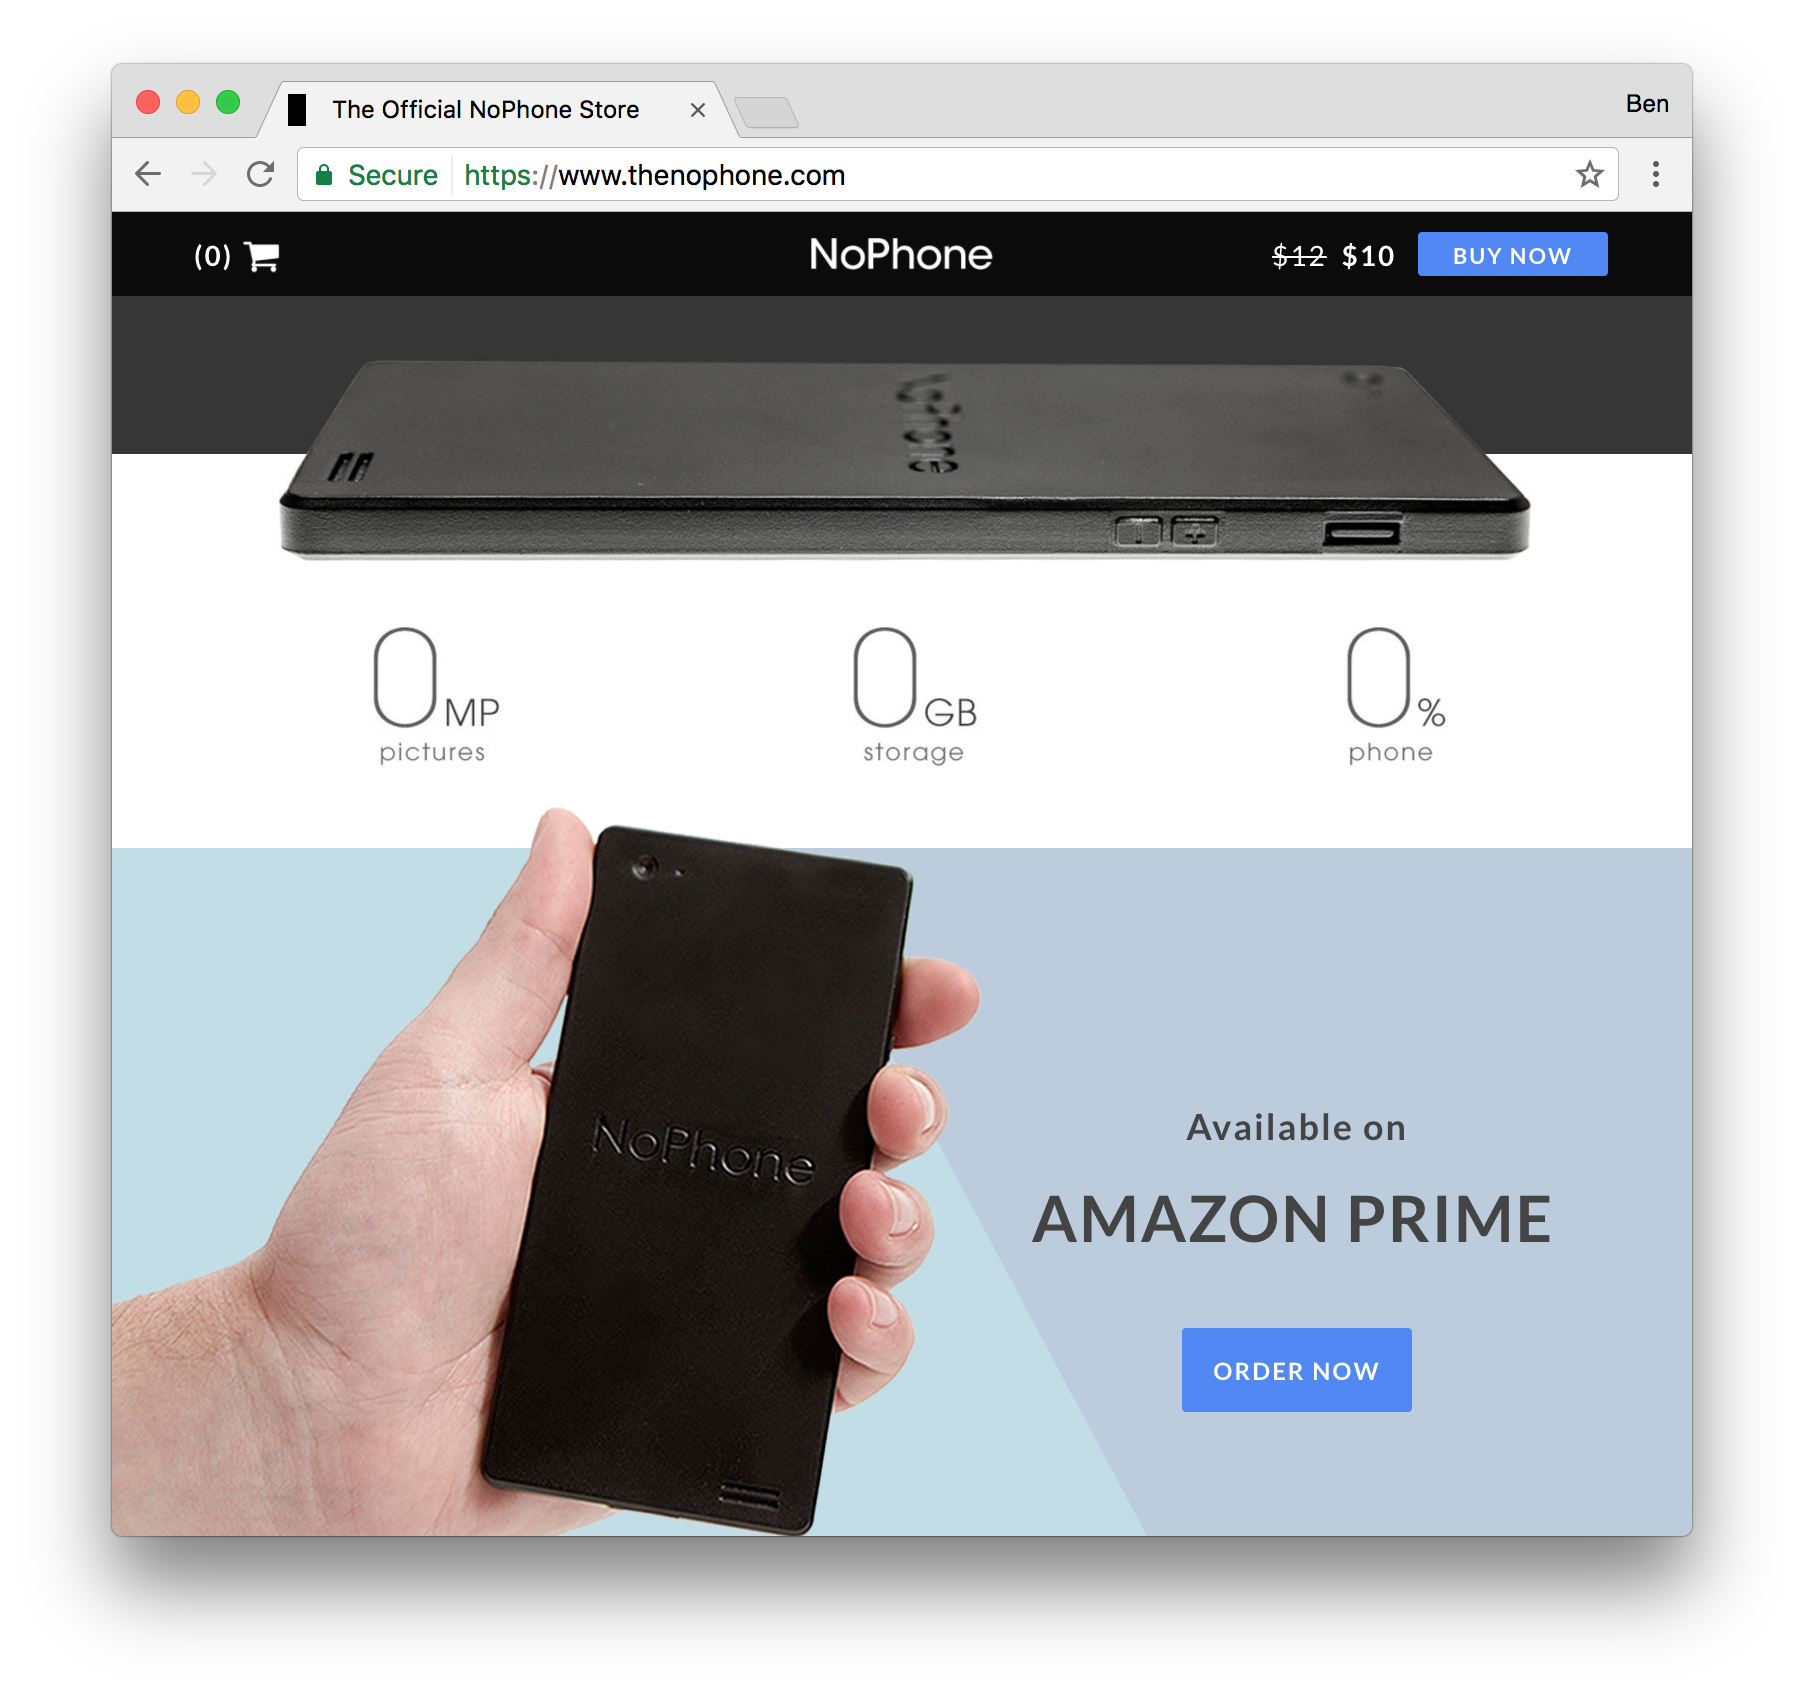 The Official NoPhone Store
Ben
Secure https://www.thenophone.com
(0) NoPhone $12 $10 BUY NOW
NoPhone
0MP 0GB 0%
pictures storage phone
NoPhone
Available on
AMAZON PRIME
ORDER NOW